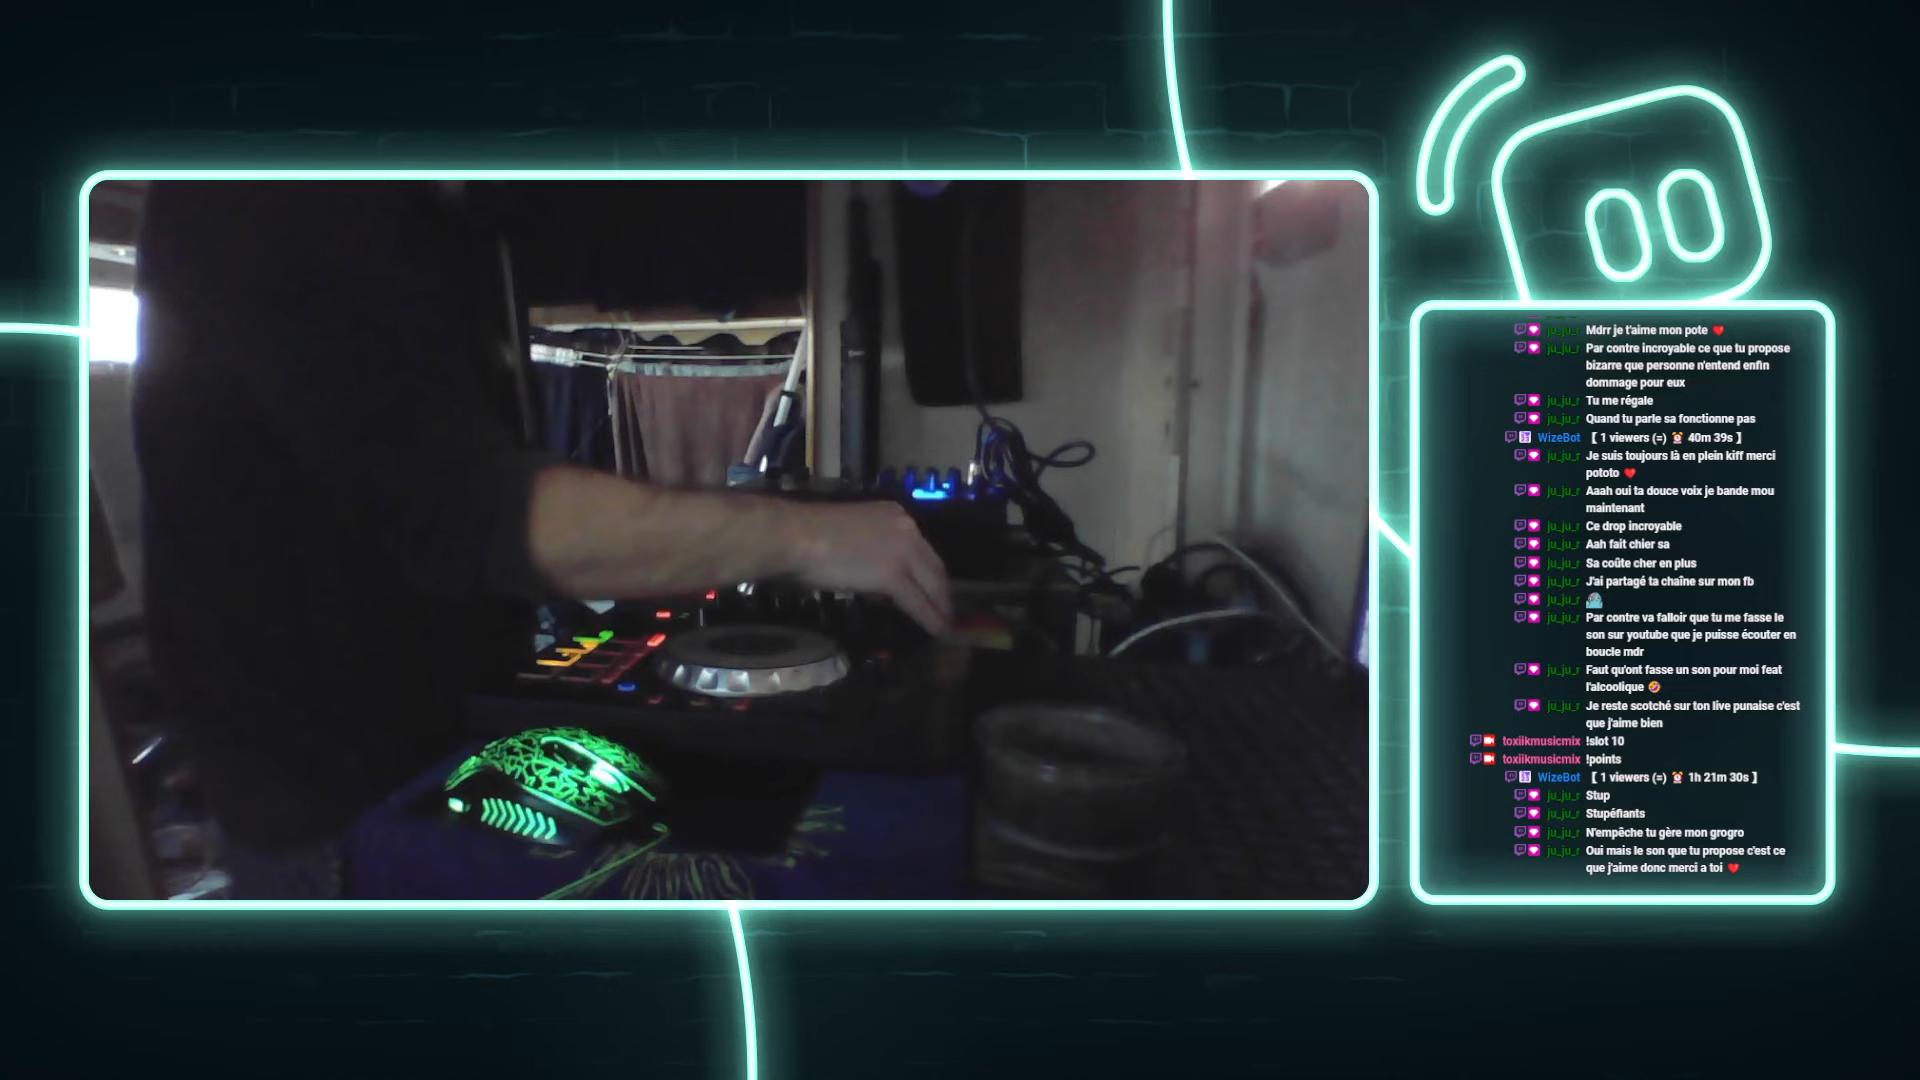 ju_ju_r Mdrr je t'aime mon pote ❤️
ju_ju_r Par contre incroyable ce que tu propose
bizarre que personne n'entend enfin
dommage pour eux
ju_ju_r Tu me régale
ju_ju_r Quand tu parle sa fonctionne pas
WizeBot 【 1 viewers (=) ⏰ 40m 39s 】
ju_ju_r Je suis toujours là en plein kiff merci
pototo ❤️
ju_ju_r Aaah oui ta douce voix je bande mou
maintenant
ju_ju_r Ce drop incroyable
ju_ju_r Aah fait chier sa
ju_ju_r Sa coûte cher en plus
ju_ju_r J'ai partagé ta chaîne sur mon fb
ju_ju_r
ju_ju_r Par contre va falloir que tu me fasse le
son sur youtube que je puisse écouter en
boucle mdr
ju_ju_r Faut qu'ont fasse un son pour moi feat
l'alcoolique 🤣
ju_ju_r Je reste scotché sur ton live punaise c'est
que j'aime bien
toxiikmusicmix !slot 10
toxiikmusicmix !points
WizeBot 【 1 viewers (=) ⏰ 1h 21m 30s 】
ju_ju_r Stup
ju_ju_r Stupéfiants
ju_ju_r N'empêche tu gère mon grogro
ju_ju_r Oui mais le son que tu propose c'est ce
que j'aime donc merci a toi ❤️